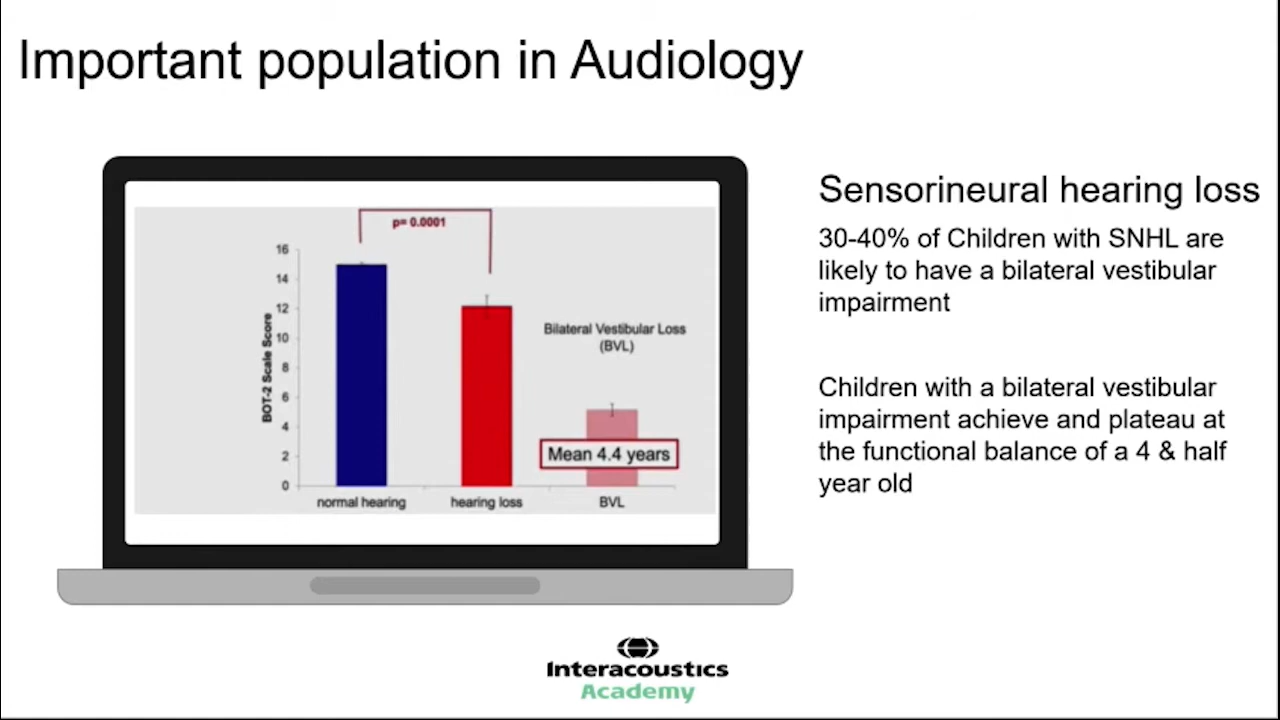 Important population in Audiology
p= 0.0001
16
14
12
10
8
6
4
2
0
BOT-2 Scale Score
Bilateral Vestibular Loss
(BVL)
Mean 4.4 years
normal hearing
hearing loss
BVL
Sensorineural hearing loss
30-40% of Children with SNHL are
likely to have a bilateral vestibular
impairment
Children with a bilateral vestibular
impairment achieve and plateau at
the functional balance of a 4 & half
year old
Interacoustics
Academy